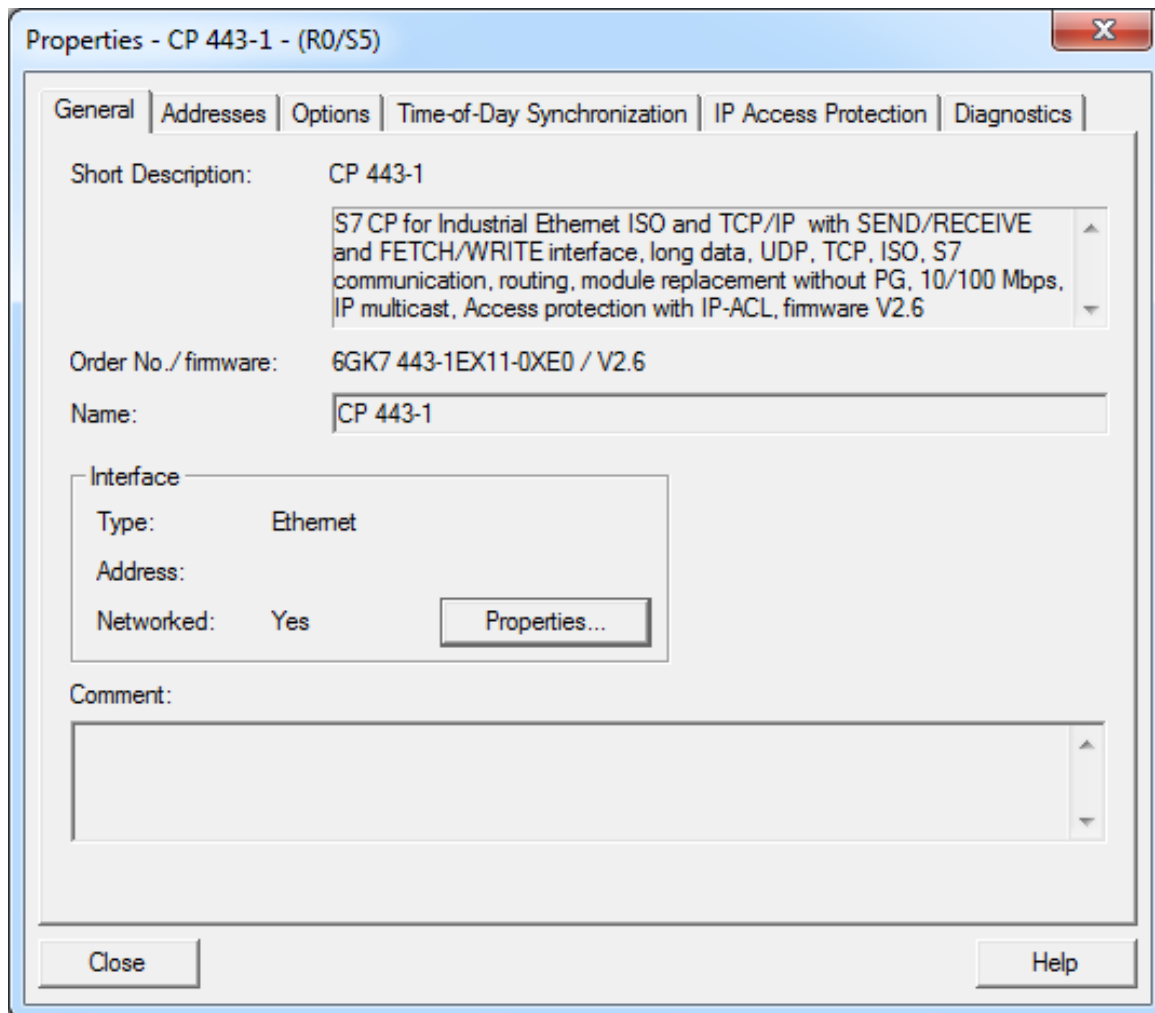 Properties - CP 443-1 - (R0/S5)
General Addresses Options Time-of-Day Synchronization IP Access Protection Diagnostics
Short Description: CP 443-1
S7 CP for Industrial Ethernet ISO and TCP/IP with SEND/RECEIVE
and FETCH/WRITE interface, long data, UDP, TCP, ISO, S7
communication, routing, module replacement without PG, 10/100 Mbps,
IP multicast, Access protection with IP-ACL, firmware V2.6
Order No./ firmware: 6GK7 443-1EX11-0XE0 / V2.6
Name: CP 443-1
Interface
Type: Ethernet
Address:
Networked: Yes Properties...
Comment:
Close Help